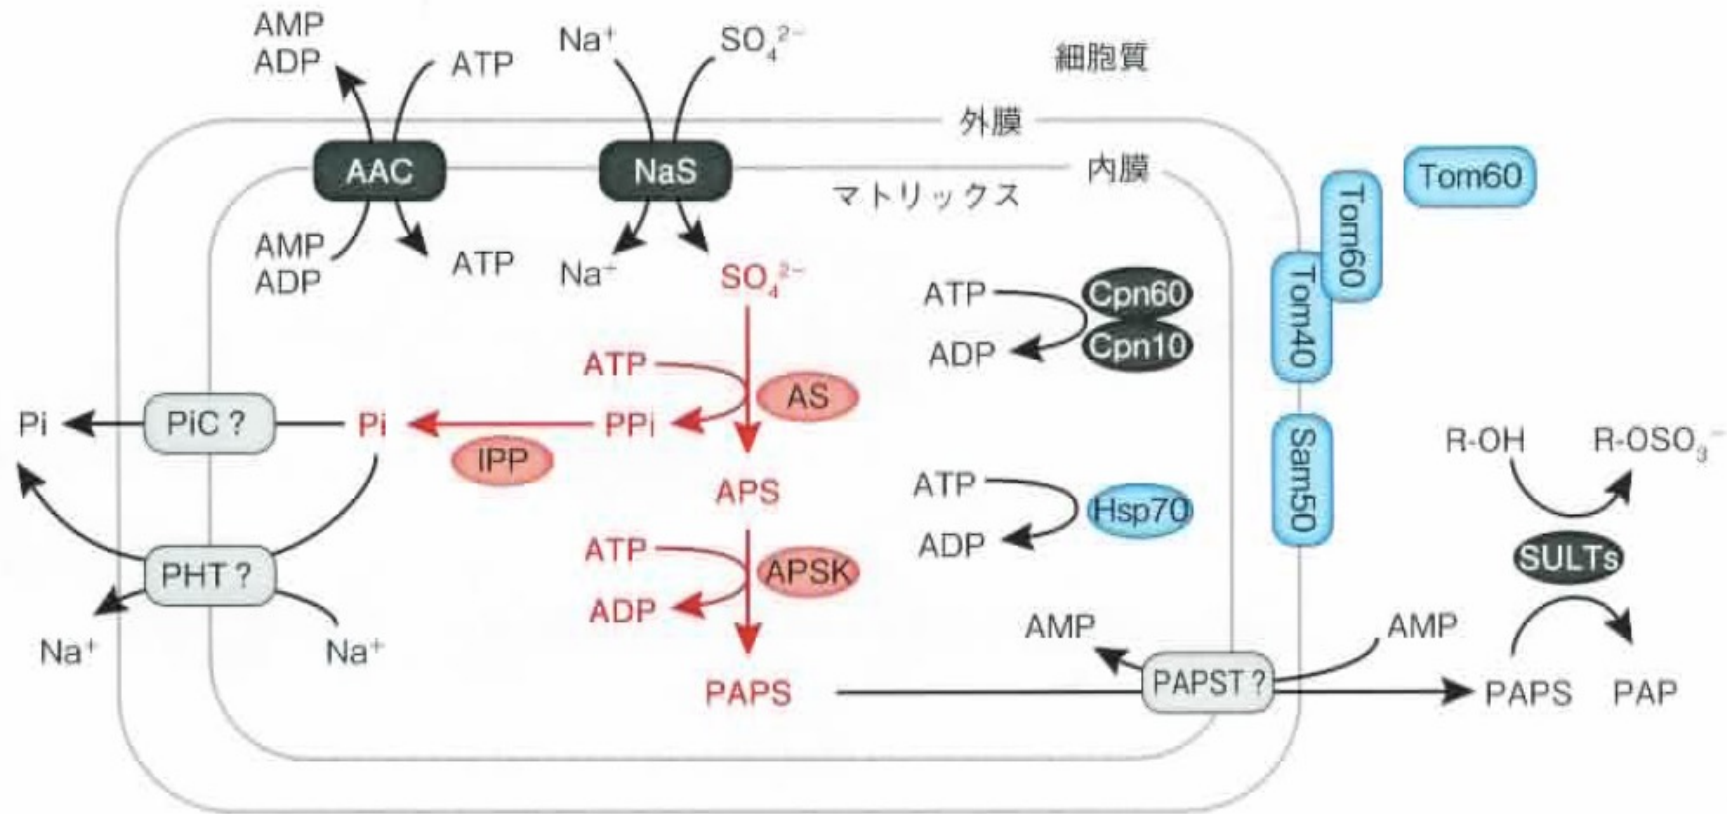 AMP
ADP
ATP
Na⁺
SO₄²⁻
細胞質
外膜
AAC
NaS
内膜
マトリックス
Tom60
Tom60
AMP
ADP
ATP
Na⁺
SO₄²⁻
ATP
Cpn60
ADP
Cpn10
Tom40
ATP
AS
Pi
PiC ?
Pi
PPi
IPP
Sam50
R-OH
R-OSO₃⁻
APS
ATP
Hsp70
ADP
ATP
APSK
ADP
SULTs
PHT ?
Na⁺
Na⁺
AMP
AMP
PAPST ?
PAPS
PAPS
PAP